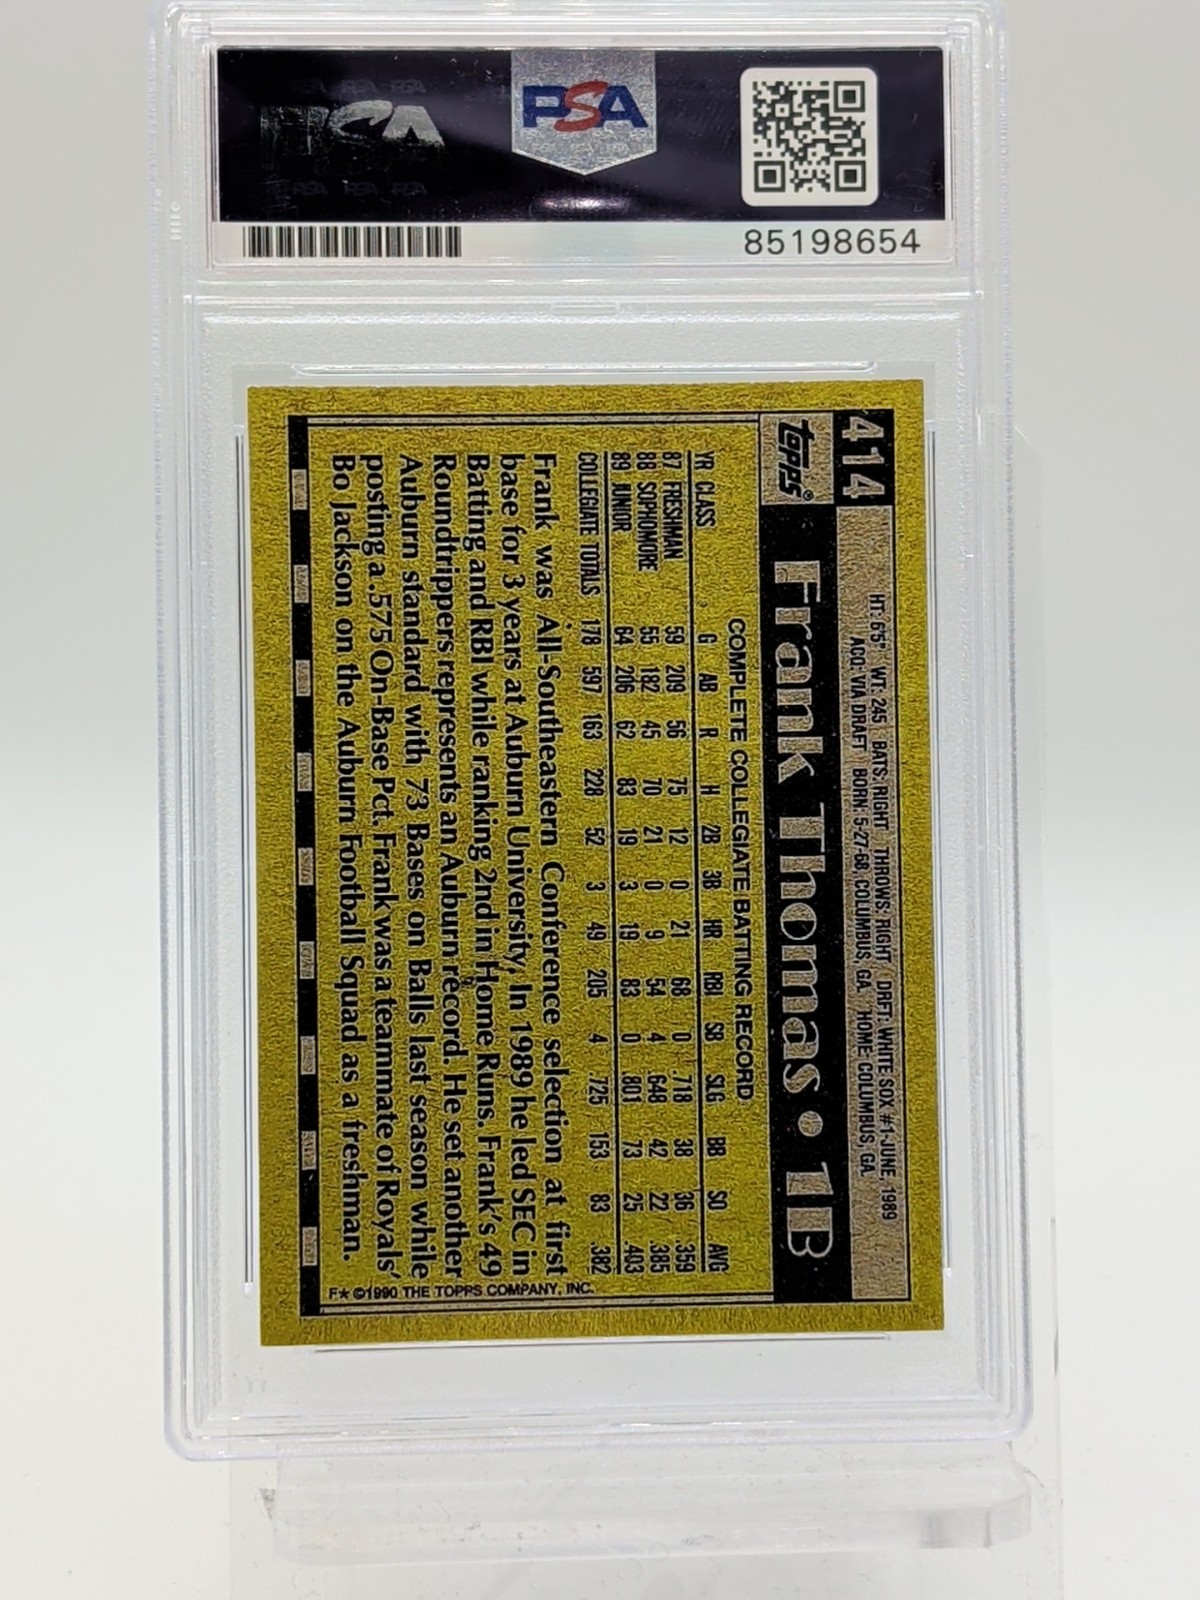 PSA
85198654
414
topps®
Frank Thomas • 1B
HT: 6'5" WT: 245 BATS: RIGHT THROWS: RIGHT DRFT: WHITE SOX #1-JUNE, 1989
ACQ: VIA DRAFT BORN: 5-27-68, COLUMBUS, GA. HOME: COLUMBUS, GA.
COMPLETE COLLEGIATE BATTING RECORD
YR CLASS G AB R H 2B 3B HR RBI SB SLG BB SO AVG
87 FRESHMAN 59 209 56 75 12 0 21 68 0 .718 38 36 .359
88 SOPHOMORE 55 182 45 70 21 0 9 54 4 .648 42 22 .385
89 JUNIOR 64 206 62 83 19 3 19 83 0 .801 73 25 .403
COLLEGIATE TOTALS 178 597 163 228 52 3 49 205 4 .725 153 83 .382
Frank was All-Southeastern Conference selection at first
base for 3 years at Auburn University. In 1989 he led SEC in
Batting and RBI while ranking 2nd in Home Runs. Frank's 49
Roundtrippers represents an Auburn record. He set another
Auburn standard with 73 Bases on Balls last season while
posting a .575 On-Base Pct. Frank was a teammate of Royals'
Bo Jackson on the Auburn Football Squad as a freshman.
F★ ©1990 THE TOPPS COMPANY, INC.